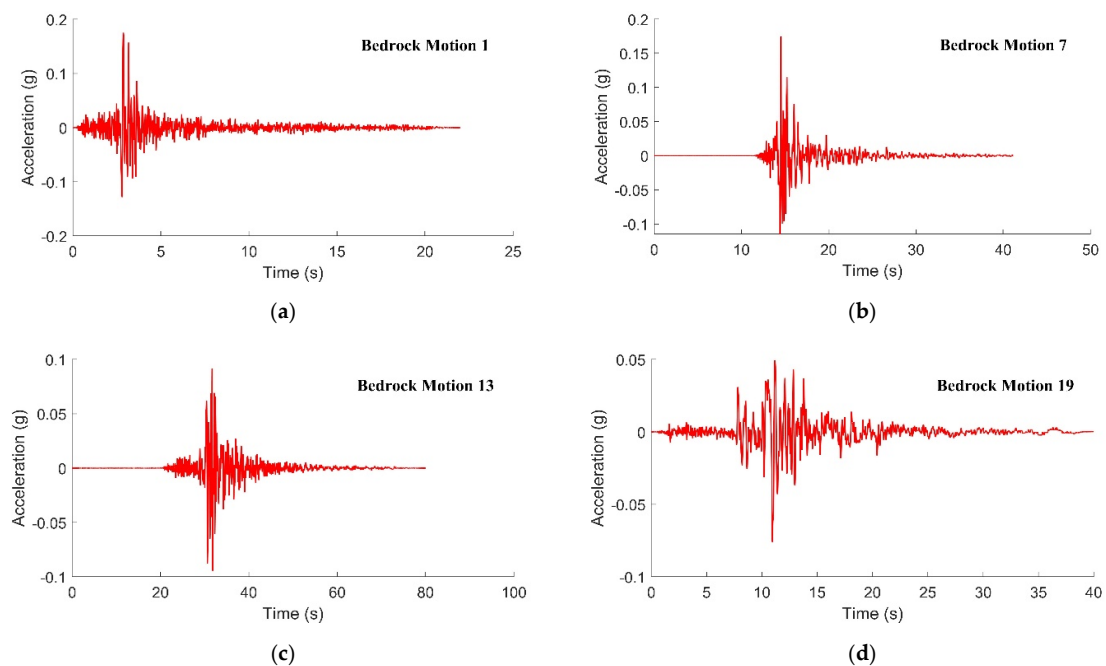 0.2
Bedrock Motion 1
0.1
0
-0.1
-0.2
Acceleration (g)
0 5 10 15 20 25
Time (s)
(a)
0.2
Bedrock Motion 7
0.15
0.1
0.05
0
-0.05
-0.1
Acceleration (g)
0 10 20 30 40 50
Time (s)
(b)
0.1
Bedrock Motion 13
0.05
0
-0.05
-0.1
Acceleration (g)
0 20 40 60 80 100
Time (s)
(c)
0.05
Bedrock Motion 19
0
-0.05
-0.1
Acceleration (g)
0 5 10 15 20 25 30 35 40
Time (s)
(d)